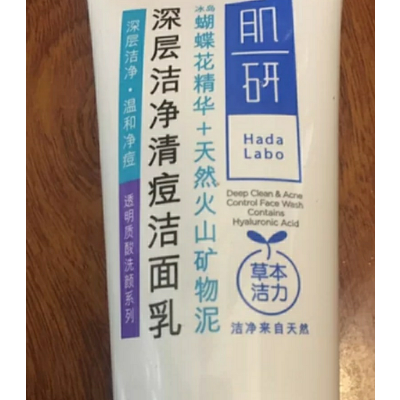 肌
研
Hada
Labo
Deep Clean & Acne
Control Face Wash
Contains
Hyaluronic Acid
草本
洁力
洁净来自天然
冰岛
蝴蝶花精华+天然火山矿物泥
深层洁净清痘洁面乳
深层洁净·温和净痘
透明质酸洗颜系列